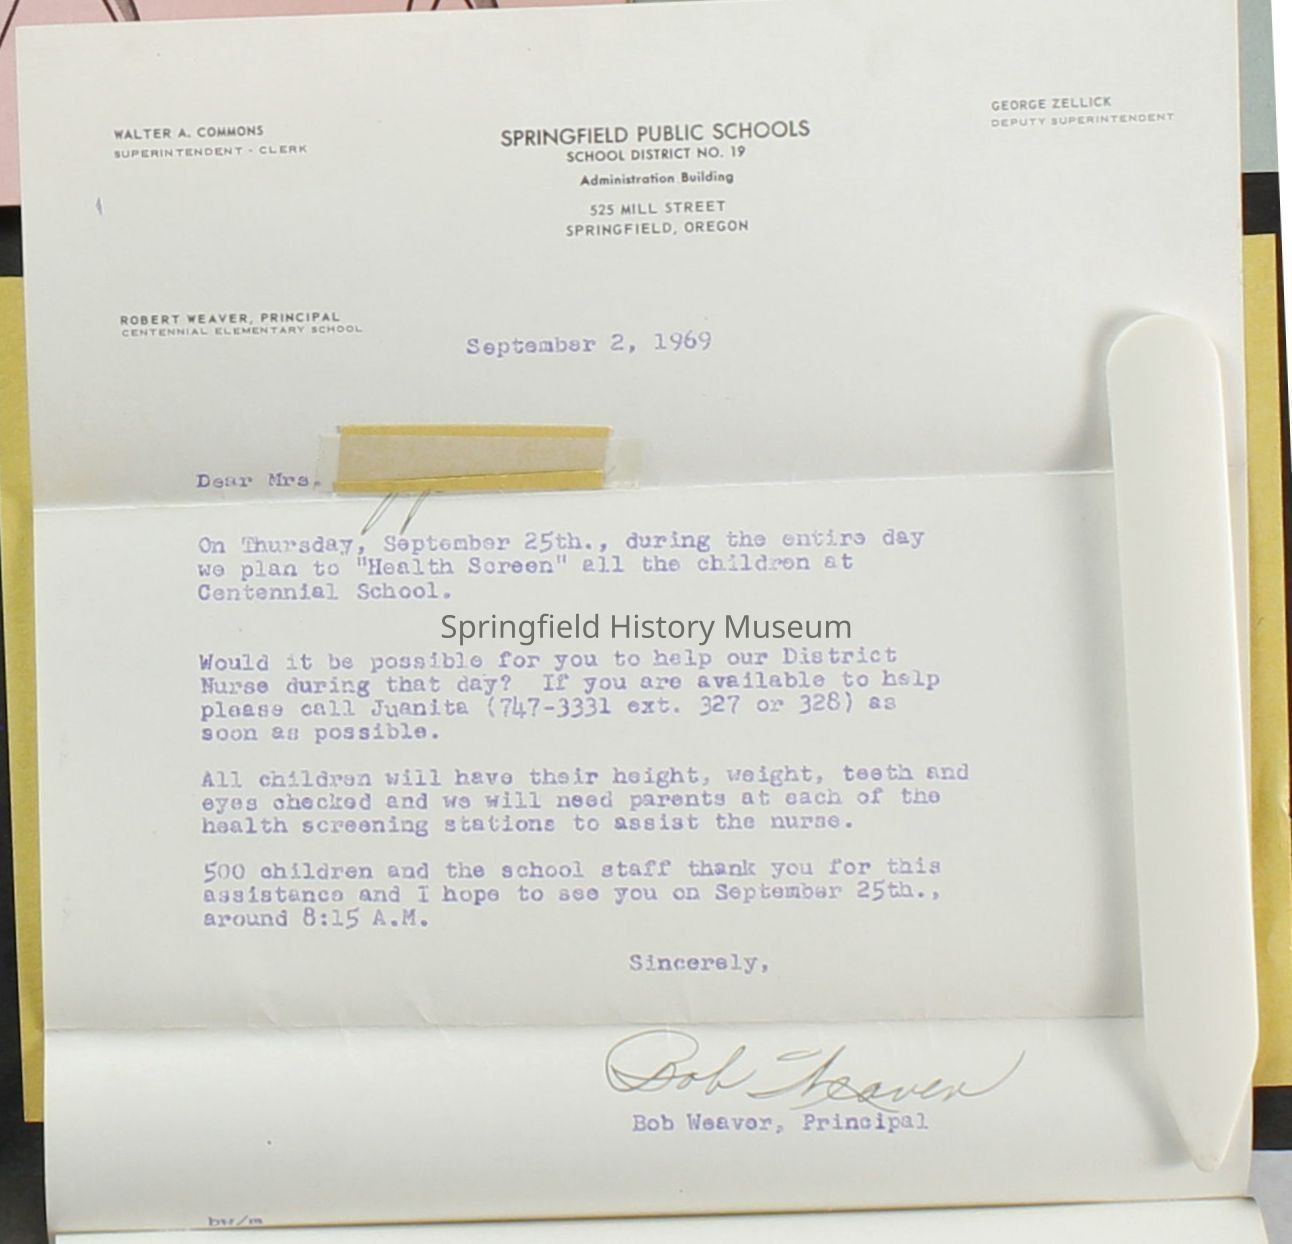 WALTER A. COMMONS
SUPERINTENDENT - CLERK
SPRINGFIELD PUBLIC SCHOOLS
SCHOOL DISTRICT NO. 19
Administration Building
525 MILL STREET
SPRINGFIELD, OREGON
GEORGE ZELLICK
DEPUTY SUPERINTENDENT
ROBERT WEAVER, PRINCIPAL
CENTENNIAL ELEMENTARY SCHOOL
September 2, 1969
Dear Mrs.
On Thursday, September 25th., during the entire day
we plan to "Health Screen" all the children at
Centennial School.
Springfield History Museum
Would it be possible for you to help our District
Nurse during that day? If you are available to help
please call Juanita (747-3331 ext. 327 or 328) as
soon as possible.
All children will have their height, weight, teeth and
eyes checked and we will need parents at each of the
health screening stations to assist the nurse.
500 children and the school staff thank you for this
assistance and I hope to see you on September 25th.,
around 8:15 A.M.
Sincerely,
Bob Weaver
Bob Weaver, Principal
bw/m